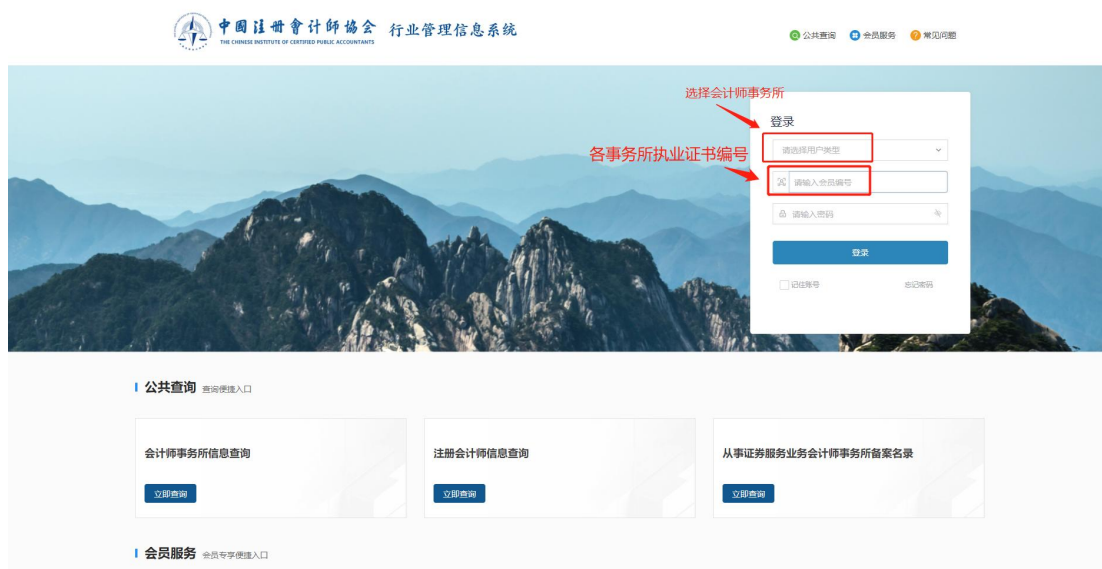 中国注册會计师協会 行业管理信息系统
THE CHINESE INSTITUTE OF CERTIFIED PUBLIC ACCOUNTANTS
公共查询 会员服务 常见问题
选择会计师事务所
登录
请选择用户类型
各事务所执业证书编号
请输入会员编号
请输入密码
登录
记住账号 忘记密码
公共查询 查询便捷入口
会计师事务所信息查询 注册会计师信息查询 从事证券服务业务会计师事务所备案名录
立即查询 立即查询 立即查询
会员服务 会员专享便捷入口